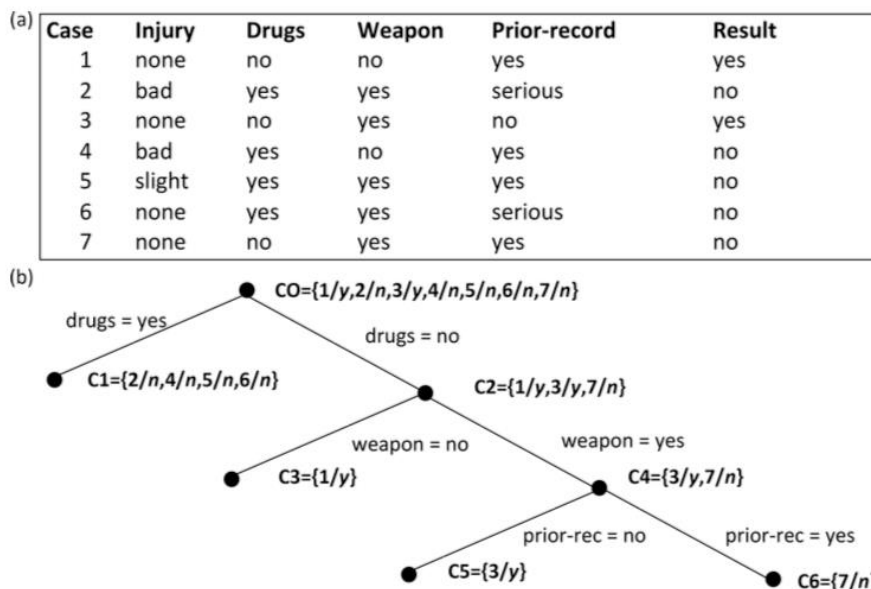 (a)
Case Injury Drugs Weapon Prior-record Result
1 none no no yes yes
2 bad yes yes serious no
3 none no yes no yes
4 bad yes no yes no
5 slight yes yes yes no
6 none yes yes serious no
7 none no yes yes no
(b)
CO={1/y,2/n,3/y,4/n,5/n,6/n,7/n}
drugs = yes
drugs = no
C1={2/n,4/n,5/n,6/n}
C2={1/y,3/y,7/n}
weapon = no
weapon = yes
C3={1/y}
C4={3/y,7/n}
prior-rec = no
prior-rec = yes
C5={3/y}
C6={7/n}